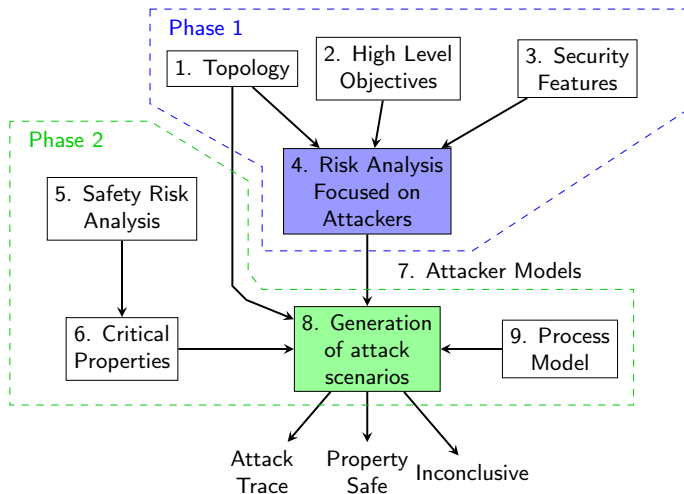 Phase 1
1. Topology
2. High Level
Objectives
3. Security
Features
Phase 2
4. Risk Analysis
Focused on
Attackers
5. Safety Risk
Analysis
7. Attacker Models
6. Critical
Properties
8. Generation
of attack
scenarios
9. Process
Model
Attack
Trace
Property
Safe
Inconclusive